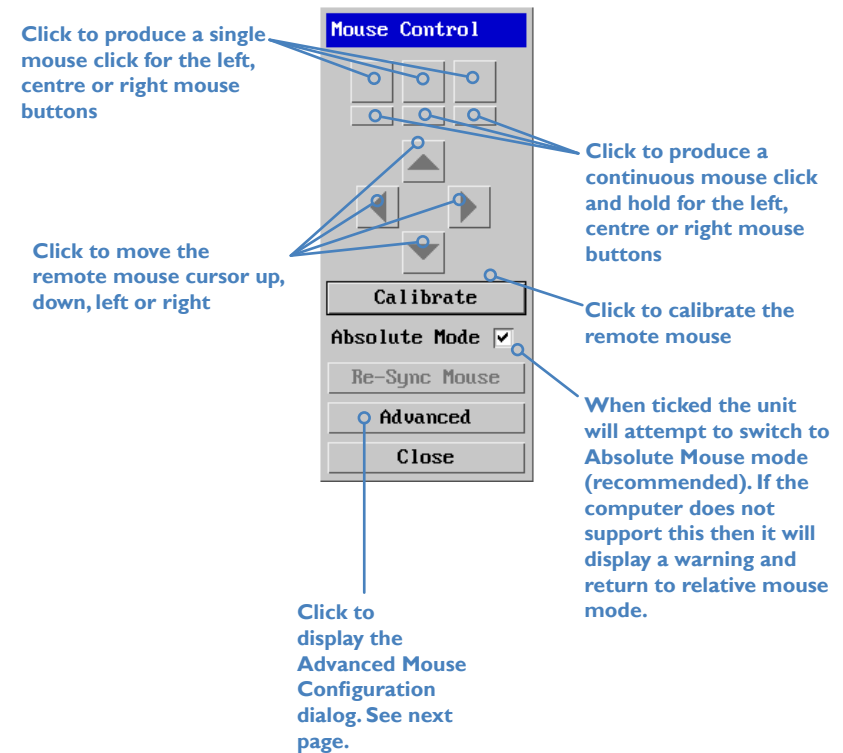 Click to produce a single
mouse click for the left,
centre or right mouse
buttons
Mouse Control
Click to produce a
continuous mouse click
and hold for the left,
centre or right mouse
buttons
Click to move the
remote mouse cursor up,
down, left or right
Calibrate
Click to calibrate the
remote mouse
Absolute Mode
Re-Sync Mouse
Advanced
Close
When ticked the unit
will attempt to switch to
Absolute Mouse mode
(recommended). If the
computer does not
support this then it will
display a warning and
return to relative mouse
mode.
Click to
display the
Advanced Mouse
Configuration
dialog. See next
page.